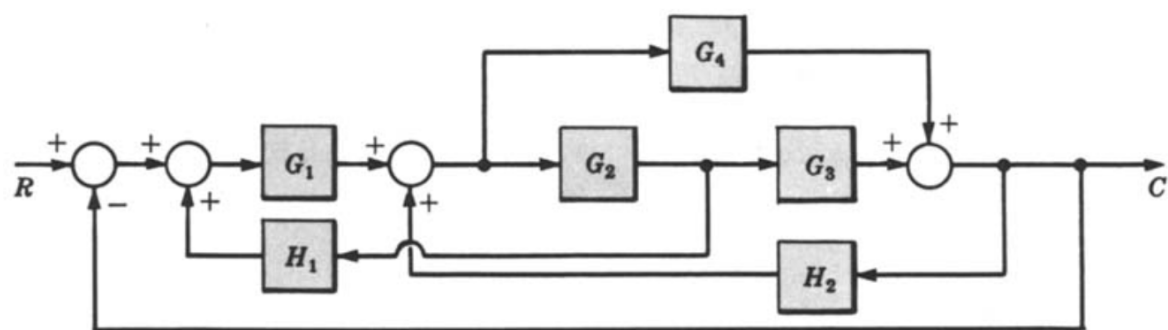 G₄
+ + + + +
R G₁ G₂ G₃ C
− + +
H₁ H₂